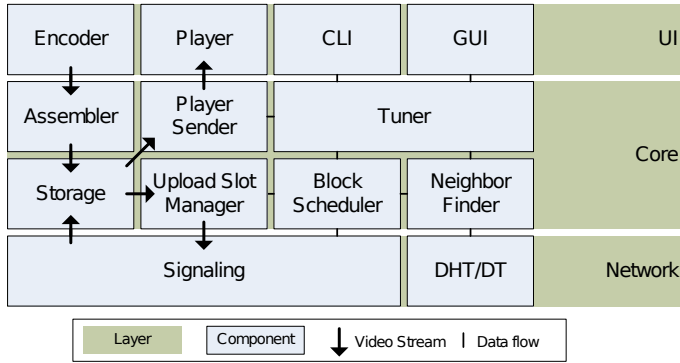 Encoder
Player
CLI
GUI
UI
Assembler
Player
Sender
Tuner
Core
Storage
Upload Slot
Manager
Block
Scheduler
Neighbor
Finder
Signaling
DHT/DT
Network
Layer
Component
Video Stream
Data flow